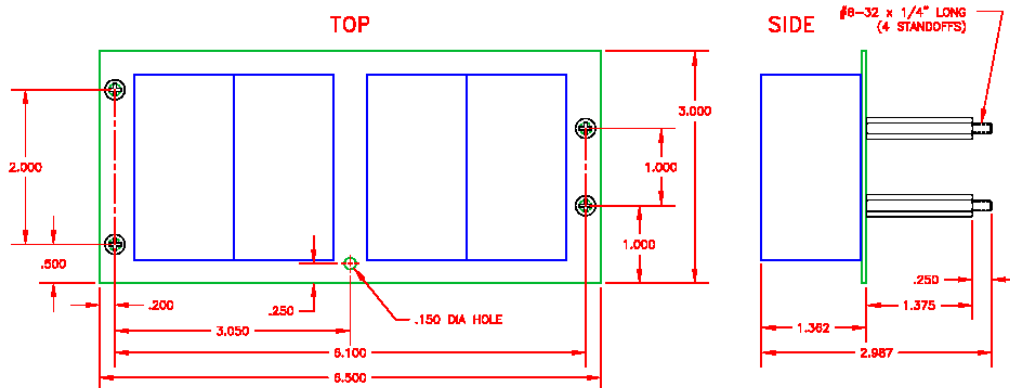 TOP
SIDE
#8-32 x 1/4" LONG
(4 STANDOFFS)
3.000
2.000
1.000
1.000
.500
.250
.200
.250
.150 DIA HOLE
3.050
1.375
1.362
6.100
2.987
6.500